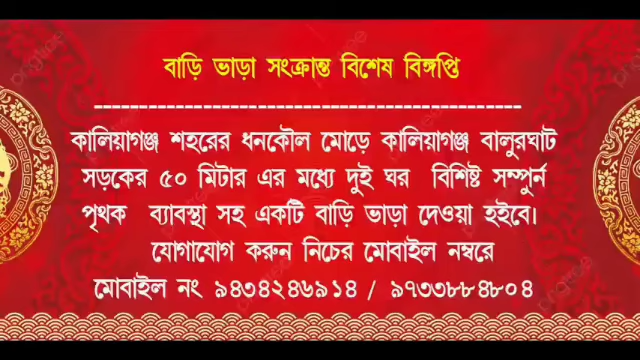 বাড়ি ভাড়া সংক্রান্ত বিশেষ বিঙ্গপ্তি
------------------------------------------------
কালিয়াগঞ্জ শহরের ধনকৌল মোড়ে কালিয়াগঞ্জ বালুরঘাট
সড়কের ৫০ মিটার এর মধ্যে দুই ঘর বিশিষ্ট সম্পুর্ন
পৃথক ব্যাবস্থা সহ একটি বাড়ি ভাড়া দেওয়া হইবে।
যোগাযোগ করুন নিচের মোবাইল নম্বরে
মোবাইল নং ৯৪৩৪২৪৬৯১৪ / ৯৭৩৩৮৮৪৮০৪